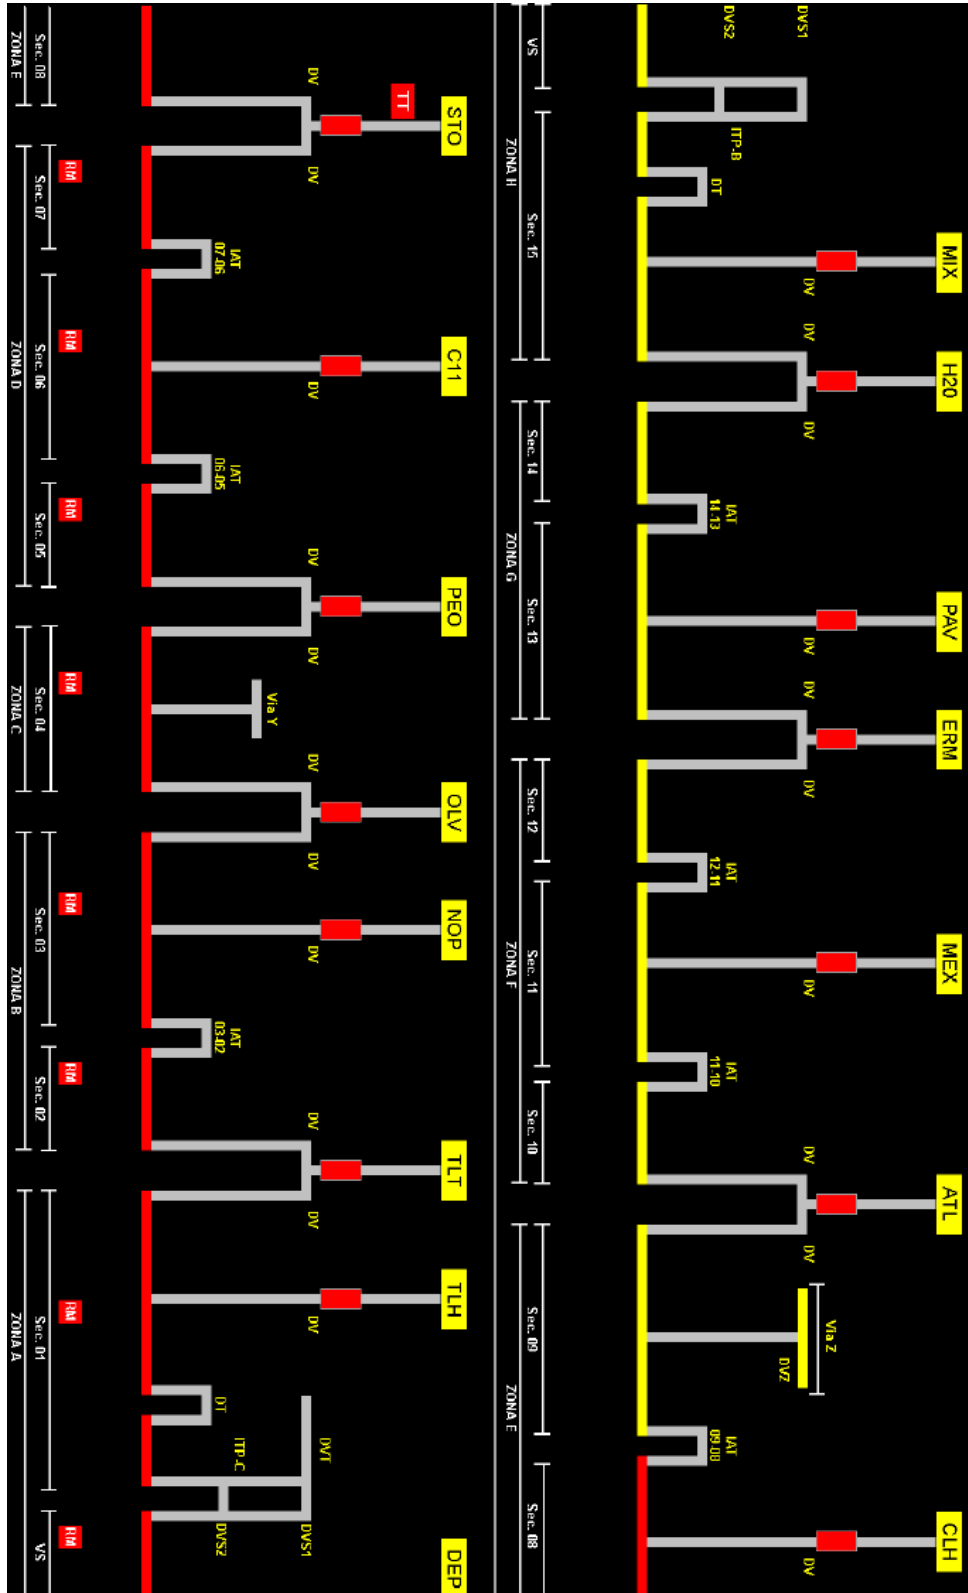 MIX H20 PAV ERM MEX ATL CLH
Via Z
DVS1 DV DV DV DV DV DV DV DV DV DV
DVZ
DVS2 ITP-B IAT IAT IAT IAT
DT 14-13 12-11 11-10 09-08
VS Sec. 15 Sec. 14 Sec. 13 Sec. 12 Sec. 11 Sec. 10 Sec. 09 Sec. 08
ZONA H ZONA G ZONA F ZONA E
STO C11 PEO OLV NOP TLT TLH DEP
TT
DVT
DV DV DV DV DV DV DV DV DV DV DV DVS1
Via Y
IAT IAT IAT ITP-C
07-06 06-05 03-02 DT DVS2
RM RM RM RM RM RM RM RM
Sec. 08 Sec. 07 Sec. 06 Sec. 05 Sec. 04 Sec. 03 Sec. 02 Sec. 01 VS
ZONA E ZONA D ZONA C ZONA B ZONA A